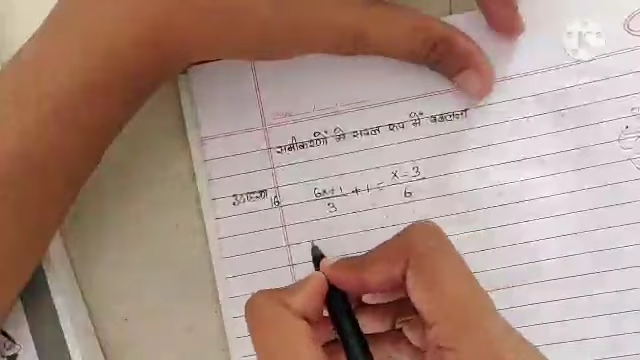 समीकरणों को सरल रूप में बदलना
उदाहरण 16 (6x+1)/3 + 1 = (x-3)/6